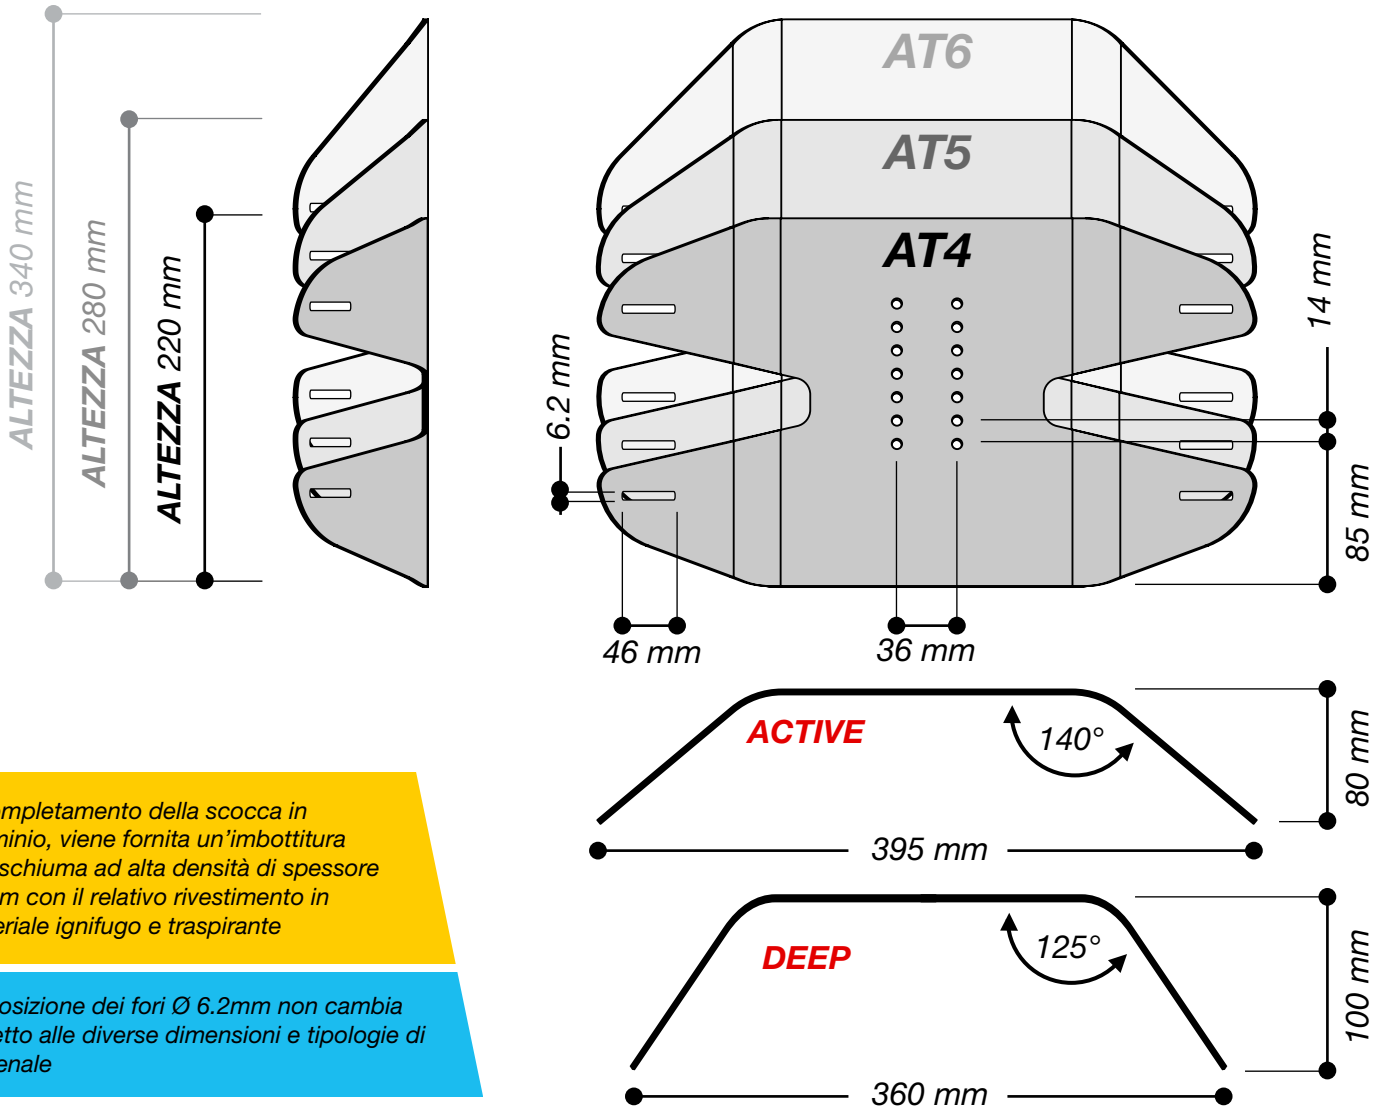 AT6
AT5
AT4
ALTEZZA 340 mm
ALTEZZA 280 mm
ALTEZZA 220 mm
14 mm
6.2 mm
85 mm
46 mm
36 mm
ACTIVE
140°
80 mm
395 mm
DEEP
125°
100 mm
360 mm
mpletamento della scocca in
minio, viene fornita un'imbottitura
schiuma ad alta densità di spessore
m con il relativo rivestimento in
eriale ignifugo e traspirante
osizione dei fori Ø 6.2mm non cambia
etto alle diverse dimensioni e tipologie di
enale